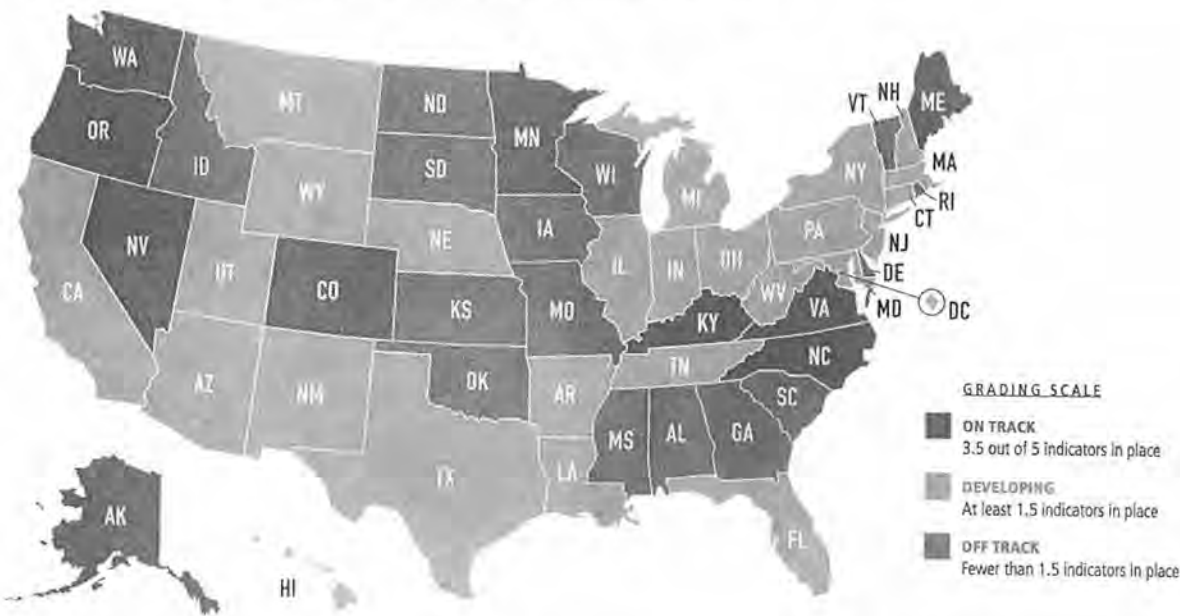 WA
MT
ND
MN
VT
NH
ME
OR
ID
SD
WI
NY
MA
WY
MI
RI
CT
IA
NE
PA
NV
NJ
UT
IL
IN
OH
DE
CA
CO
WV
KS
MO
VA
MD
DC
KY
NC
TN
AZ
OK
NM
AR
SC
GRADING SCALE
MS
AL
GA
ON TRACK
3.5 out of 5 indicators in place
LA
TX
DEVELOPING
At least 1.5 indicators in place
AK
FL
OFF TRACK
Fewer than 1.5 indicators in place
HI